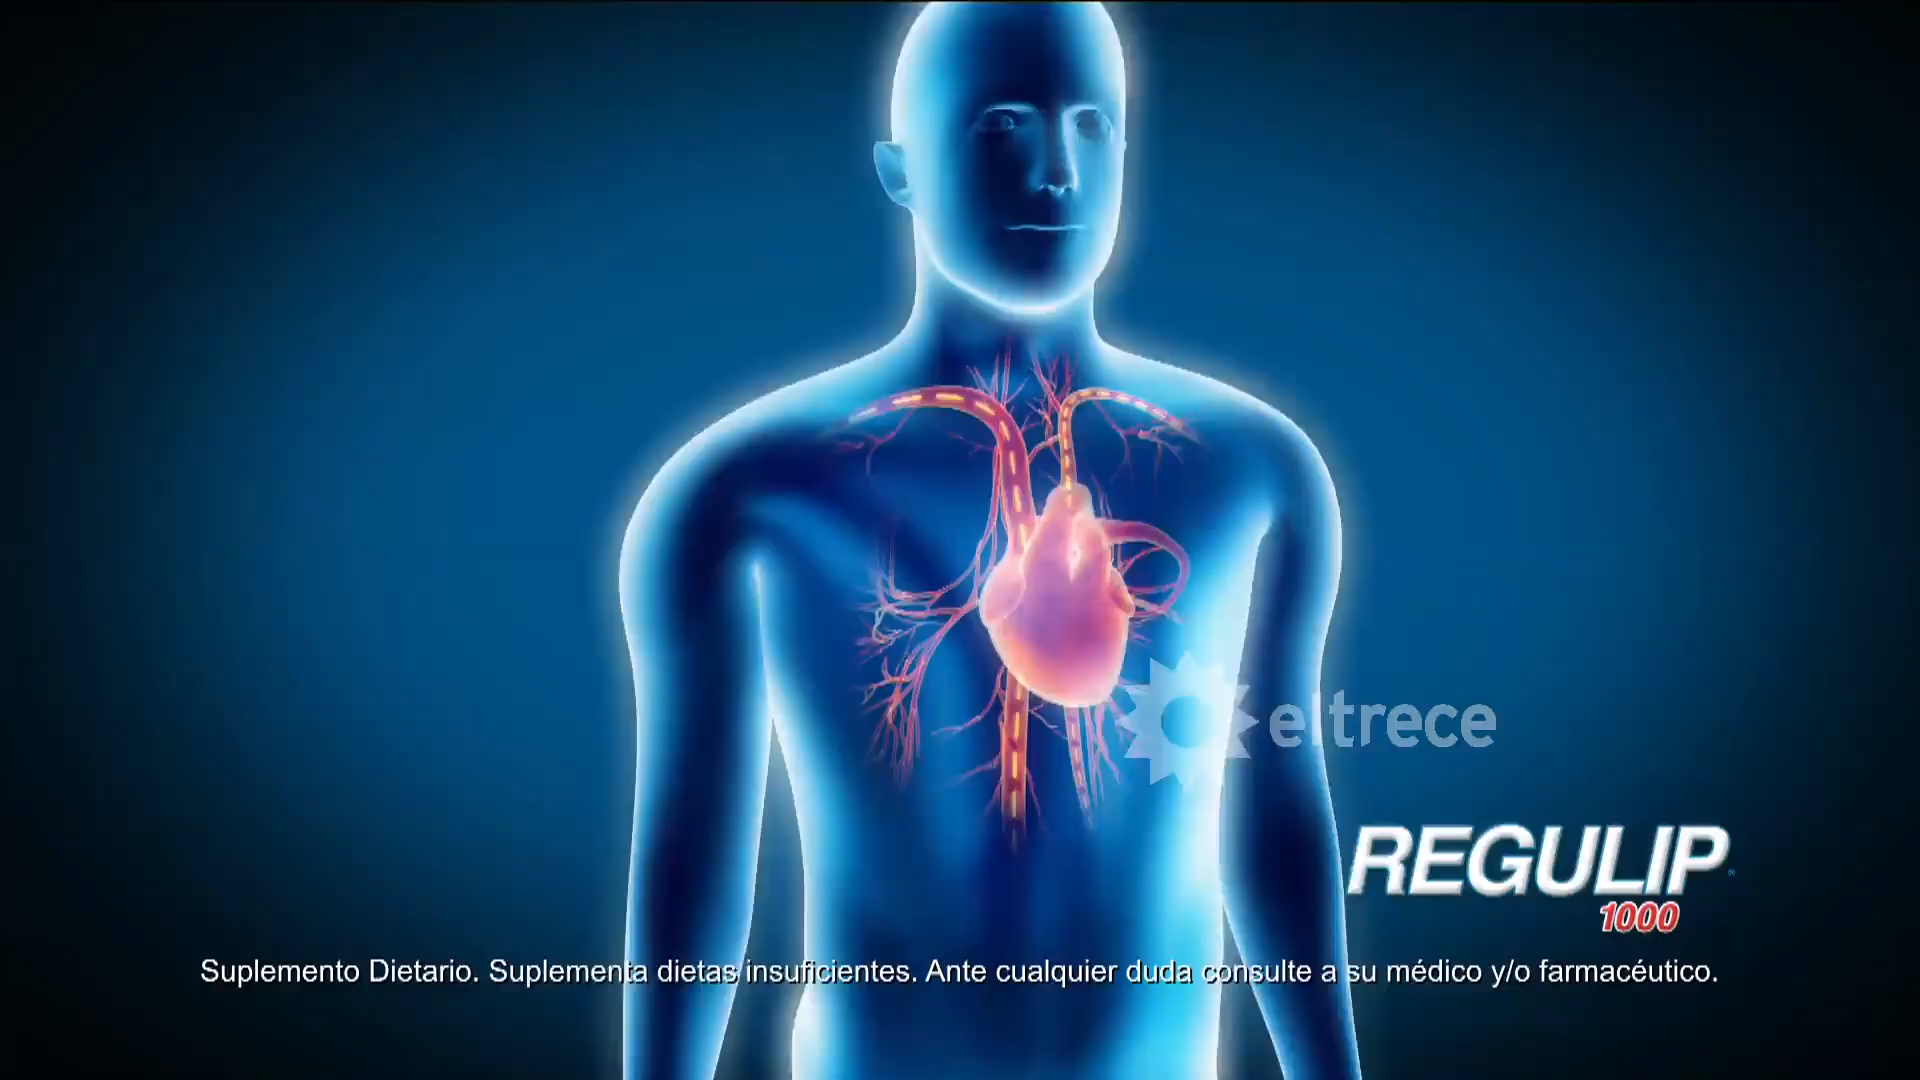 eltrece
REGULIP
1000
Suplemento Dietario. Suplementa dietas insuficientes. Ante cualquier duda consulte a su médico y/o farmacéutico.